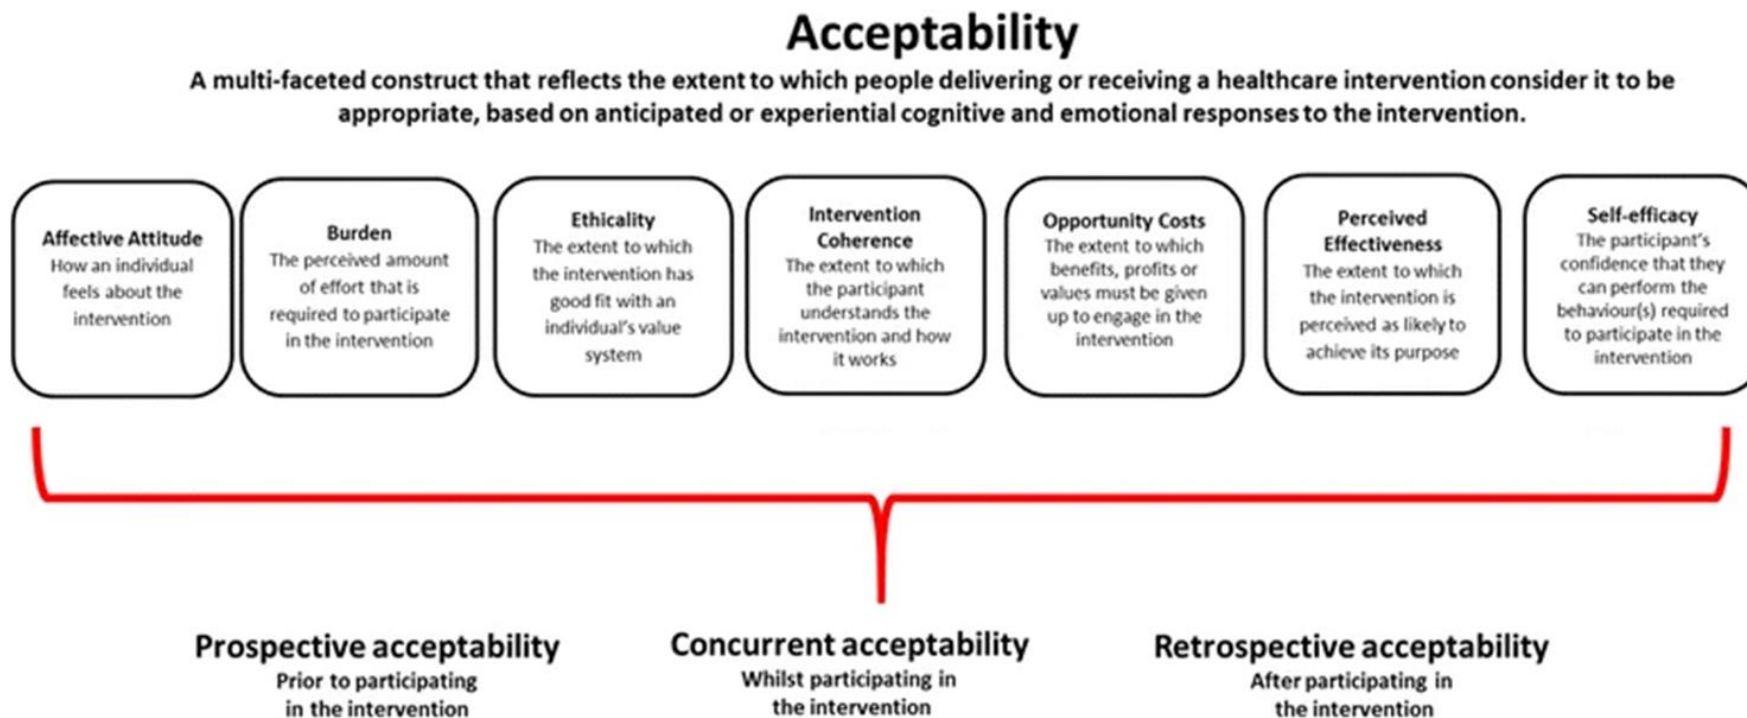 Acceptability
A multi-faceted construct that reflects the extent to which people delivering or receiving a healthcare intervention consider it to be
appropriate, based on anticipated or experiential cognitive and emotional responses to the intervention.
Affective Attitude
How an individual
feels about the
intervention
Burden
The perceived amount
of effort that is
required to participate
in the intervention
Ethicality
The extent to which
the intervention has
good fit with an
individual's value
system
Intervention
Coherence
The extent to which
the participant
understands the
intervention and how
it works
Opportunity Costs
The extent to which
benefits, profits or
values must be given
up to engage in the
intervention
Perceived
Effectiveness
The extent to which
the intervention is
perceived as likely to
achieve its purpose
Self-efficacy
The participant's
confidence that they
can perform the
behaviour(s) required
to participate in the
intervention
Prospective acceptability
Prior to participating
in the intervention
Concurrent acceptability
Whilst participating in
the intervention
Retrospective acceptability
After participating in
the intervention